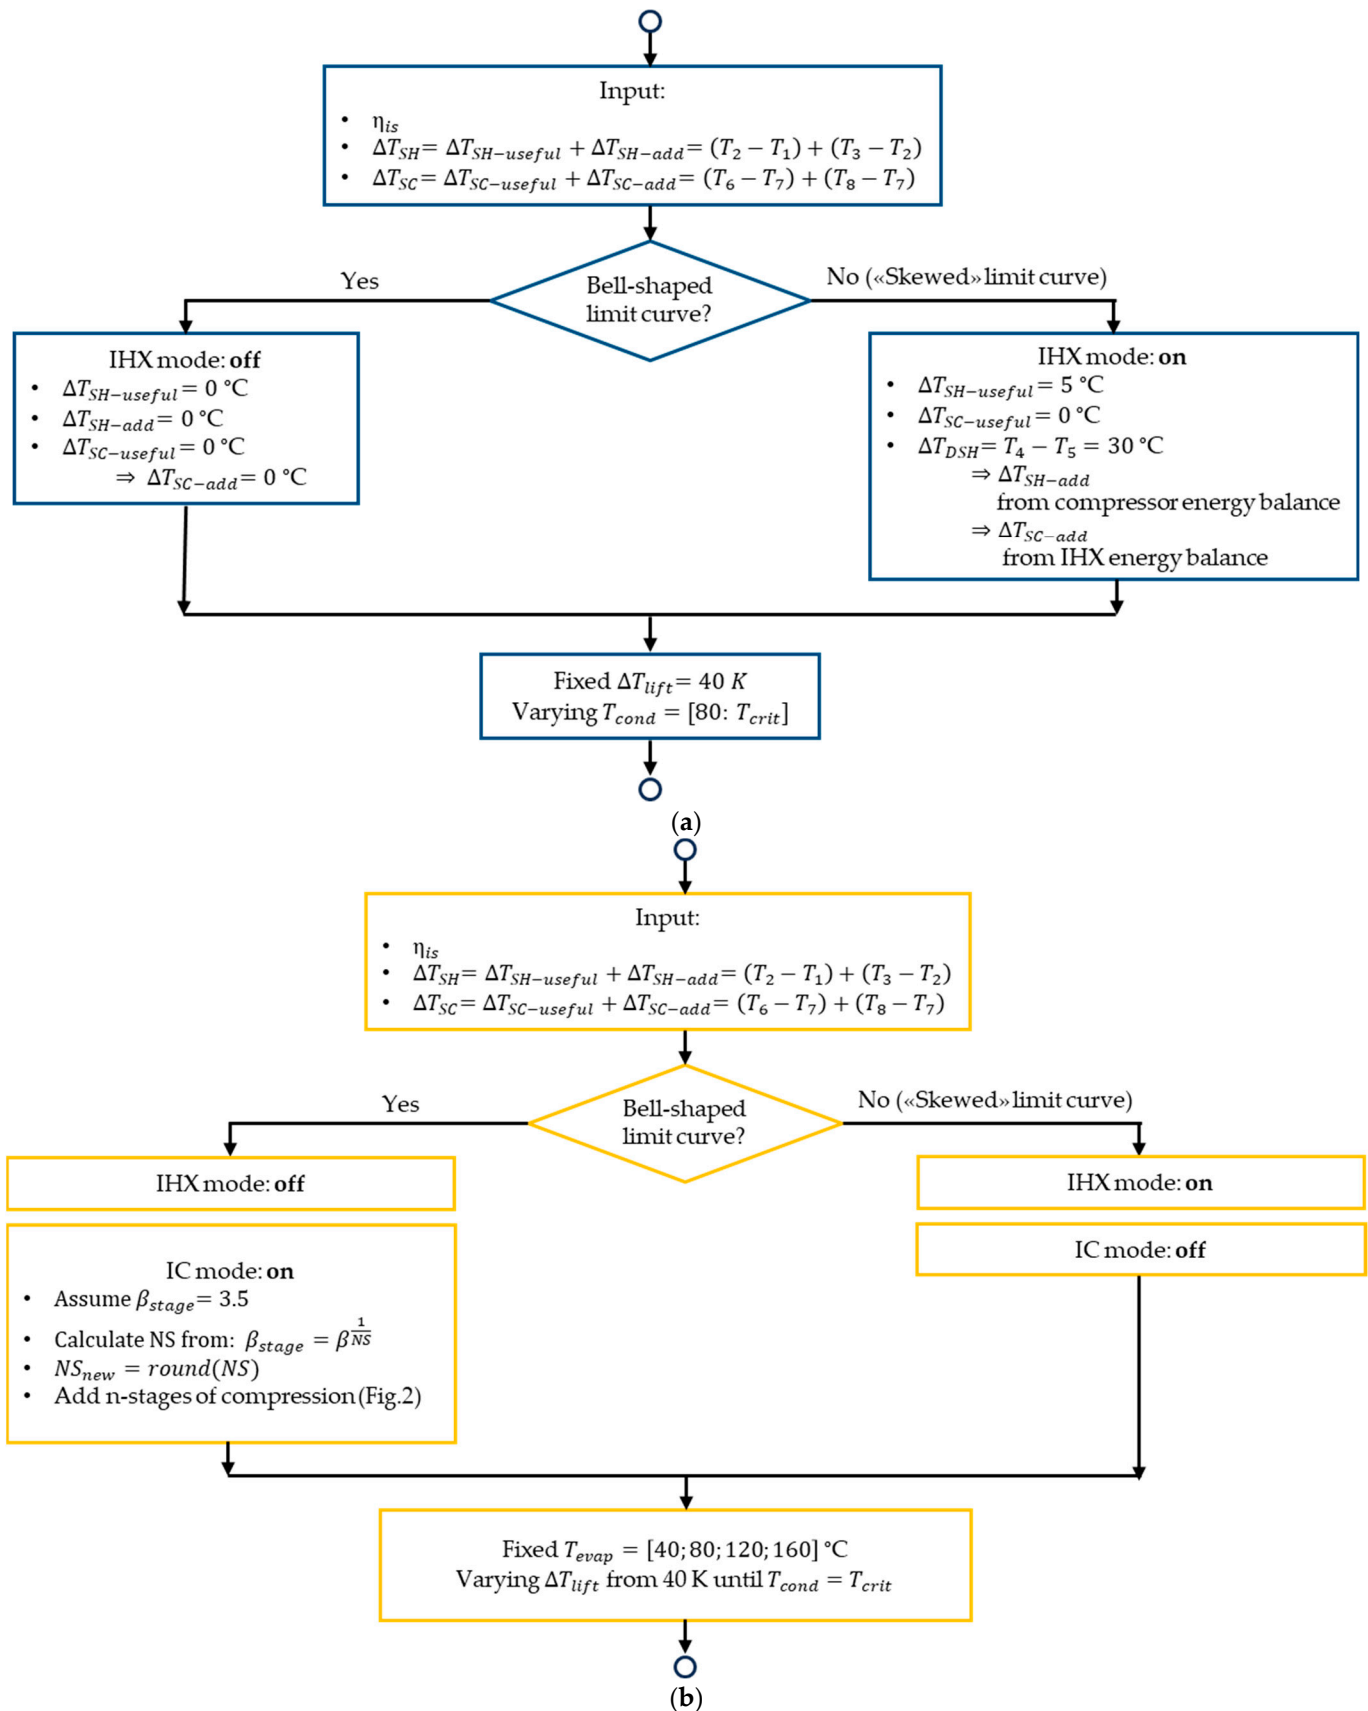 Input:
• η_is
• ΔT_SH = ΔT_SH−useful + ΔT_SH−add = (T_2 − T_1) + (T_3 − T_2)
• ΔT_SC = ΔT_SC−useful + ΔT_SC−add = (T_6 − T_7) + (T_8 − T_7)
Bell-shaped
limit curve?
Yes
No («Skewed» limit curve)
IHX mode: off
• ΔT_SH−useful = 0 °C
• ΔT_SH−add = 0 °C
• ΔT_SC−useful = 0 °C
⇒ ΔT_SC−add = 0 °C
IHX mode: on
• ΔT_SH−useful = 5 °C
• ΔT_SC−useful = 0 °C
• ΔT_DSH = T_4 − T_5 = 30 °C
⇒ ΔT_SH−add
from compressor energy balance
⇒ ΔT_SC−add
from IHX energy balance
Fixed ΔT_lift = 40 K
Varying T_cond = [80: T_crit]
(a)
Input:
• η_is
• ΔT_SH = ΔT_SH−useful + ΔT_SH−add = (T_2 − T_1) + (T_3 − T_2)
• ΔT_SC = ΔT_SC−useful + ΔT_SC−add = (T_6 − T_7) + (T_8 − T_7)
Bell-shaped
limit curve?
Yes
No («Skewed» limit curve)
IHX mode: off
IC mode: on
• Assume β_stage = 3.5
• Calculate NS from: β_stage = β^(1/NS)
• NS_new = round(NS)
• Add n-stages of compression (Fig.2)
IHX mode: on
IC mode: off
Fixed T_evap = [40; 80; 120; 160] °C
Varying ΔT_lift from 40 K until T_cond = T_crit
(b)